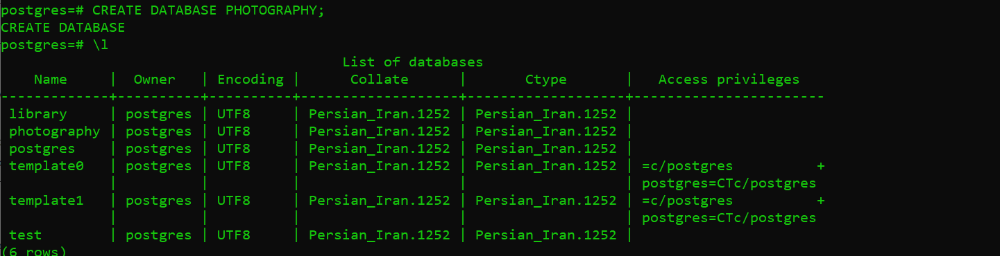 postgres=# CREATE DATABASE PHOTOGRAPHY;
CREATE DATABASE
postgres=# \l
                                         List of databases
    Name     |  Owner   | Encoding |      Collate      |       Ctype       |   Access privileges
-------------+----------+----------+-------------------+-------------------+-----------------------
 library     | postgres | UTF8     | Persian_Iran.1252 | Persian_Iran.1252 |
 photography | postgres | UTF8     | Persian_Iran.1252 | Persian_Iran.1252 |
 postgres    | postgres | UTF8     | Persian_Iran.1252 | Persian_Iran.1252 |
 template0   | postgres | UTF8     | Persian_Iran.1252 | Persian_Iran.1252 | =c/postgres          +
             |          |          |                   |                   | postgres=CTc/postgres
 template1   | postgres | UTF8     | Persian_Iran.1252 | Persian_Iran.1252 | =c/postgres          +
             |          |          |                   |                   | postgres=CTc/postgres
 test        | postgres | UTF8     | Persian_Iran.1252 | Persian_Iran.1252 |
(6 rows)